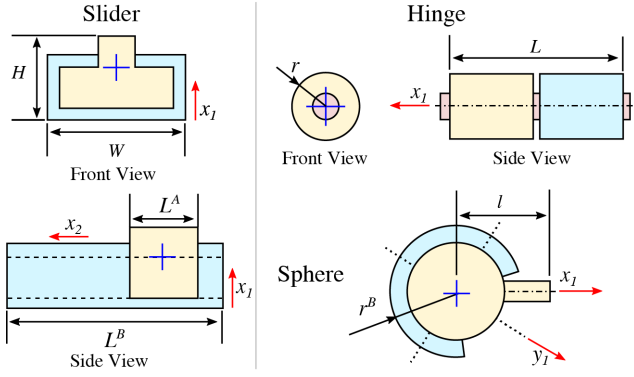 Slider
H
x₁
W
Front View
L^A
x₂
x₁
L^B
Side View
Hinge
r
Front View
L
x₁
Side View
Sphere
l
x₁
r^B
y₁